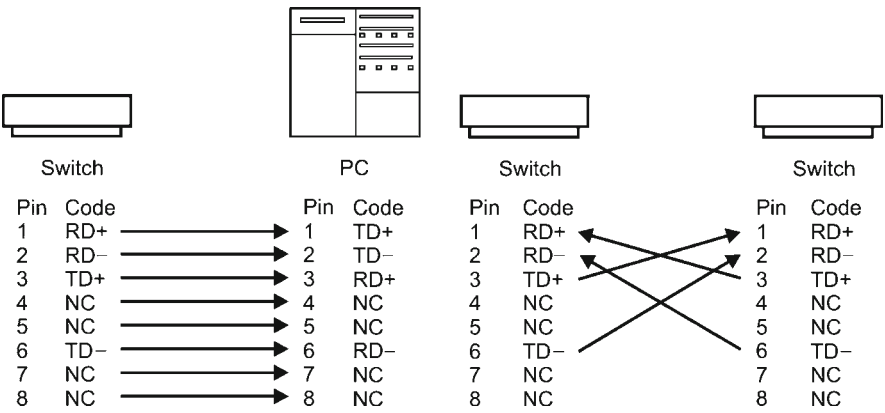 Switch PC Switch Switch
Pin Code Pin Code Pin Code Pin Code
1 RD+ 1 TD+ 1 RD+ 1 RD+
2 RD– 2 TD– 2 RD– 2 RD–
3 TD+ 3 RD+ 3 TD+ 3 TD+
4 NC 4 NC 4 NC 4 NC
5 NC 5 NC 5 NC 5 NC
6 TD– 6 RD– 6 TD– 6 TD–
7 NC 7 NC 7 NC 7 NC
8 NC 8 NC 8 NC 8 NC